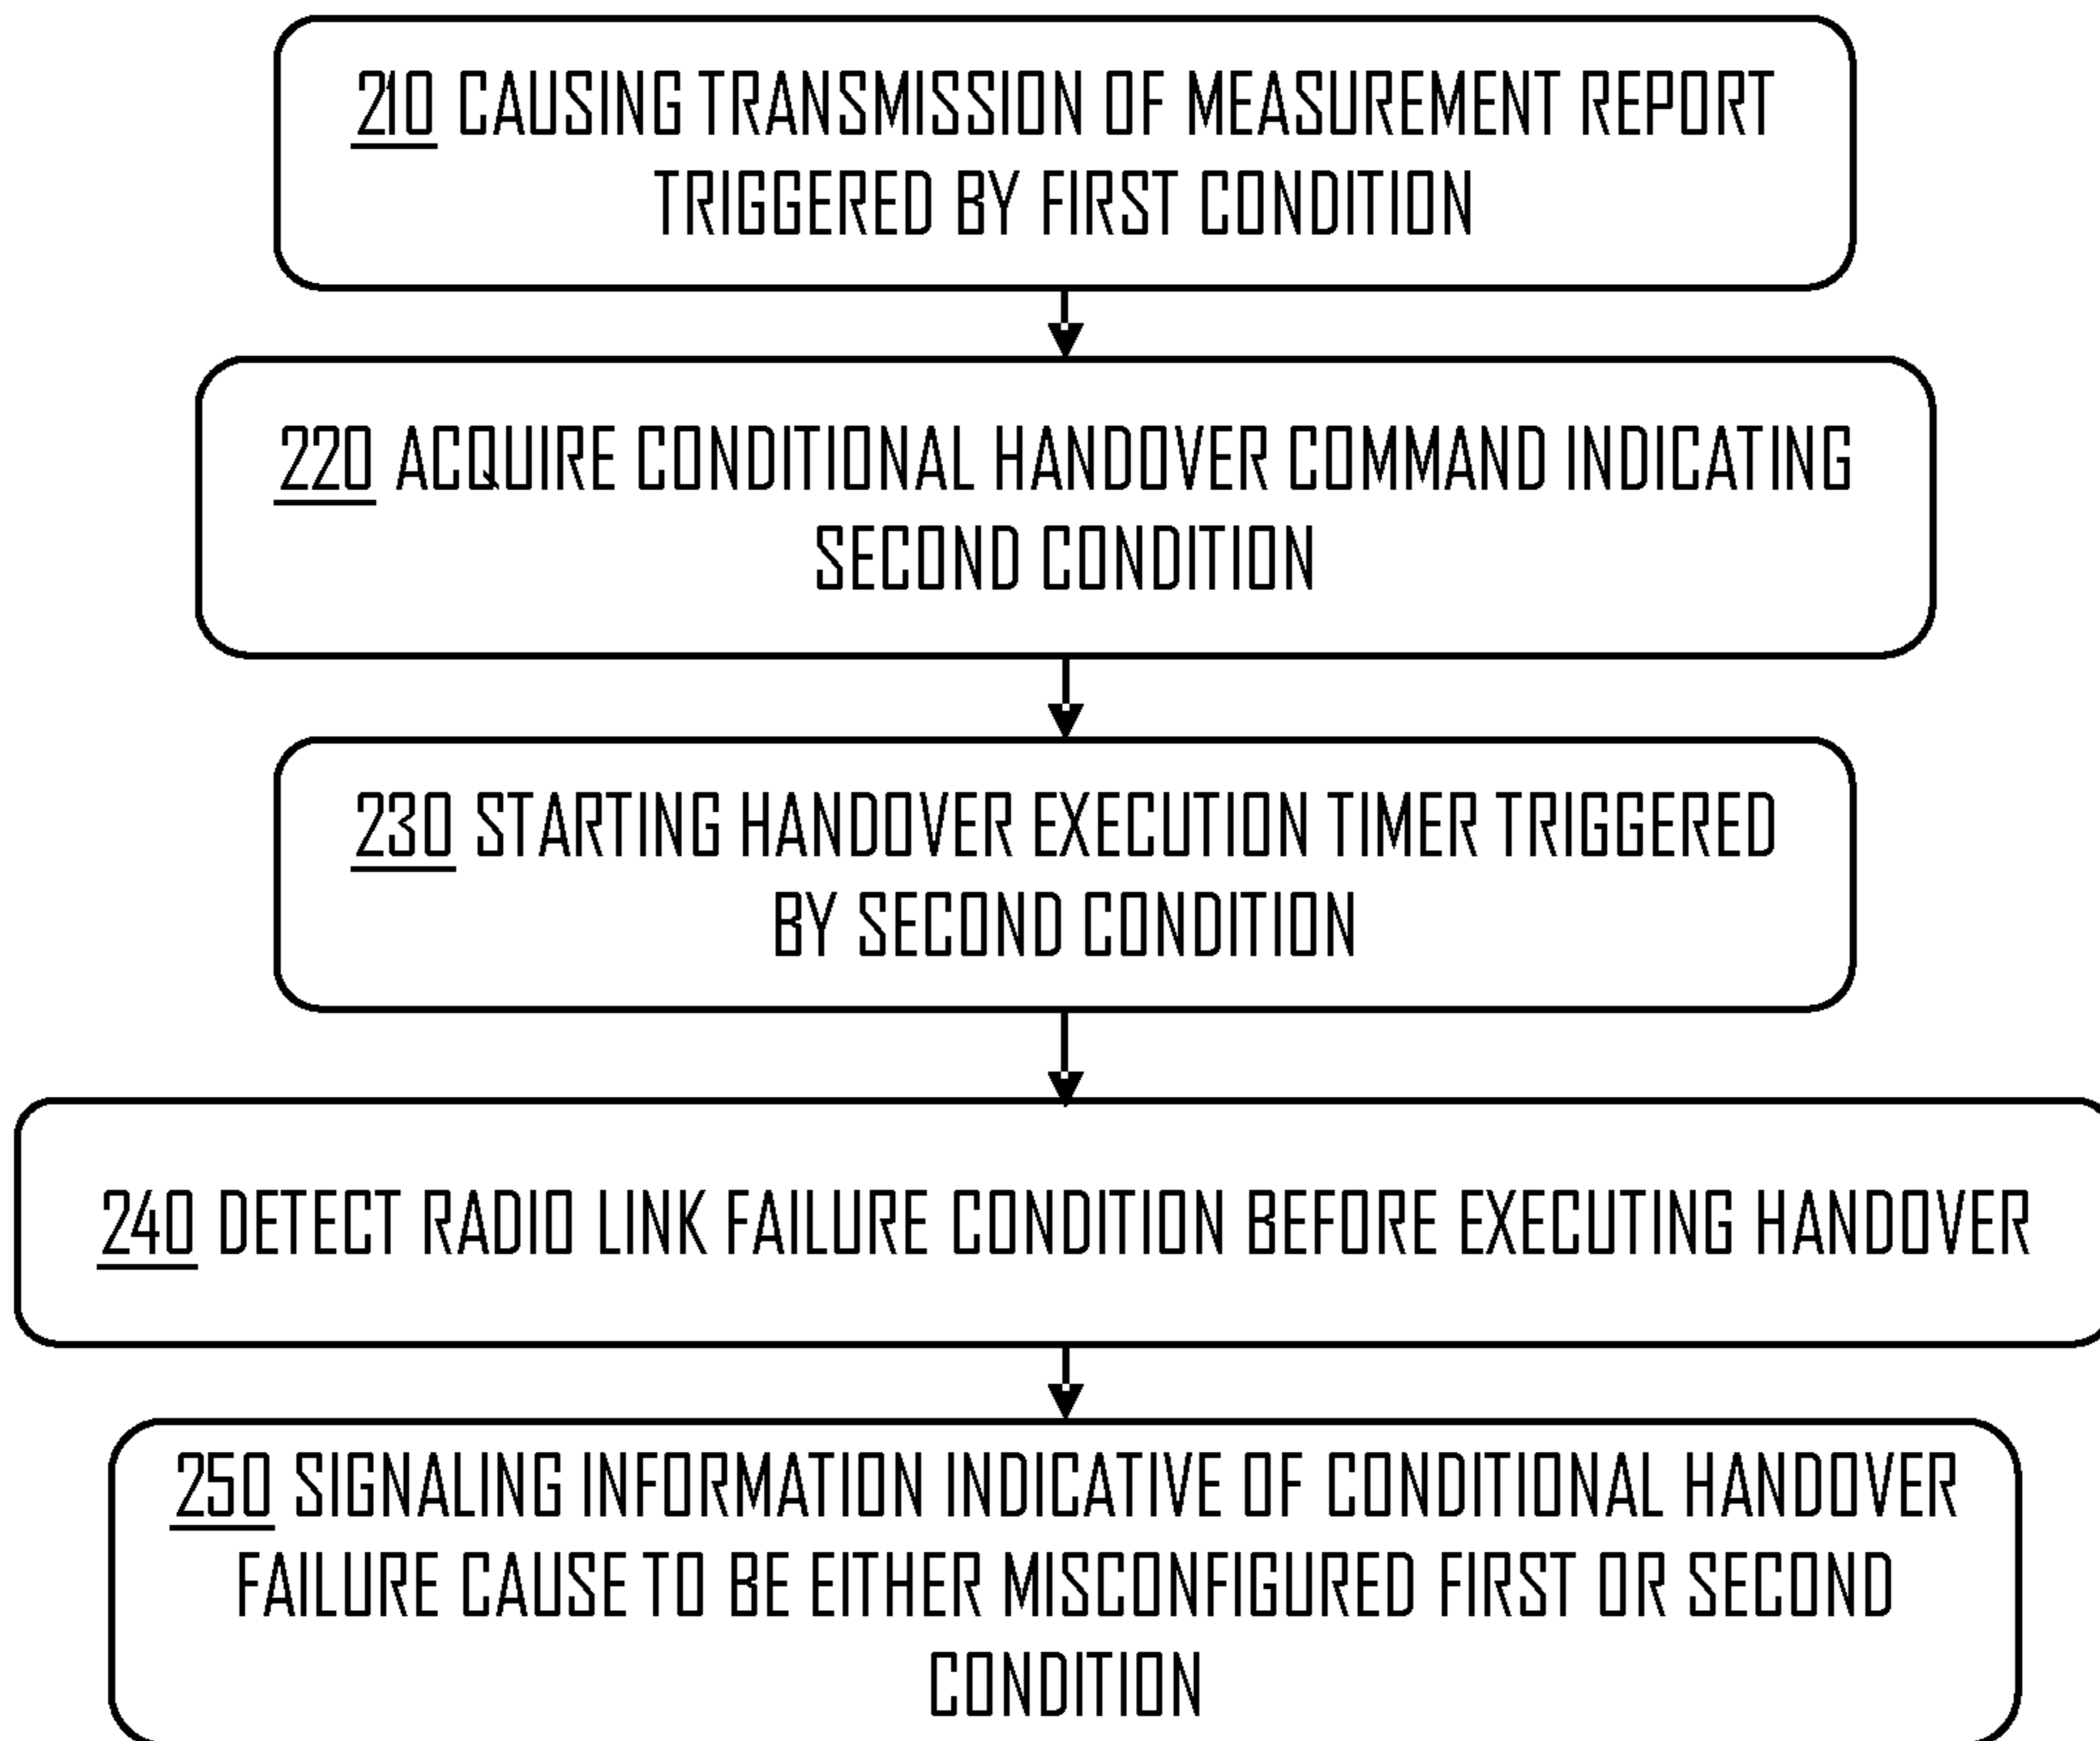 210 CAUSING TRANSMISSION OF MEASUREMENT REPORT
TRIGGERED BY FIRST CONDITION
220 ACQUIRE CONDITIONAL HANDOVER COMMAND INDICATING
SECOND CONDITION
230 STARTING HANDOVER EXECUTION TIMER TRIGGERED
BY SECOND CONDITION
240 DETECT RADIO LINK FAILURE CONDITION BEFORE EXECUTING HANDOVER
250 SIGNALING INFORMATION INDICATIVE OF CONDITIONAL HANDOVER
FAILURE CAUSE TO BE EITHER MISCONFIGURED FIRST OR SECOND
CONDITION